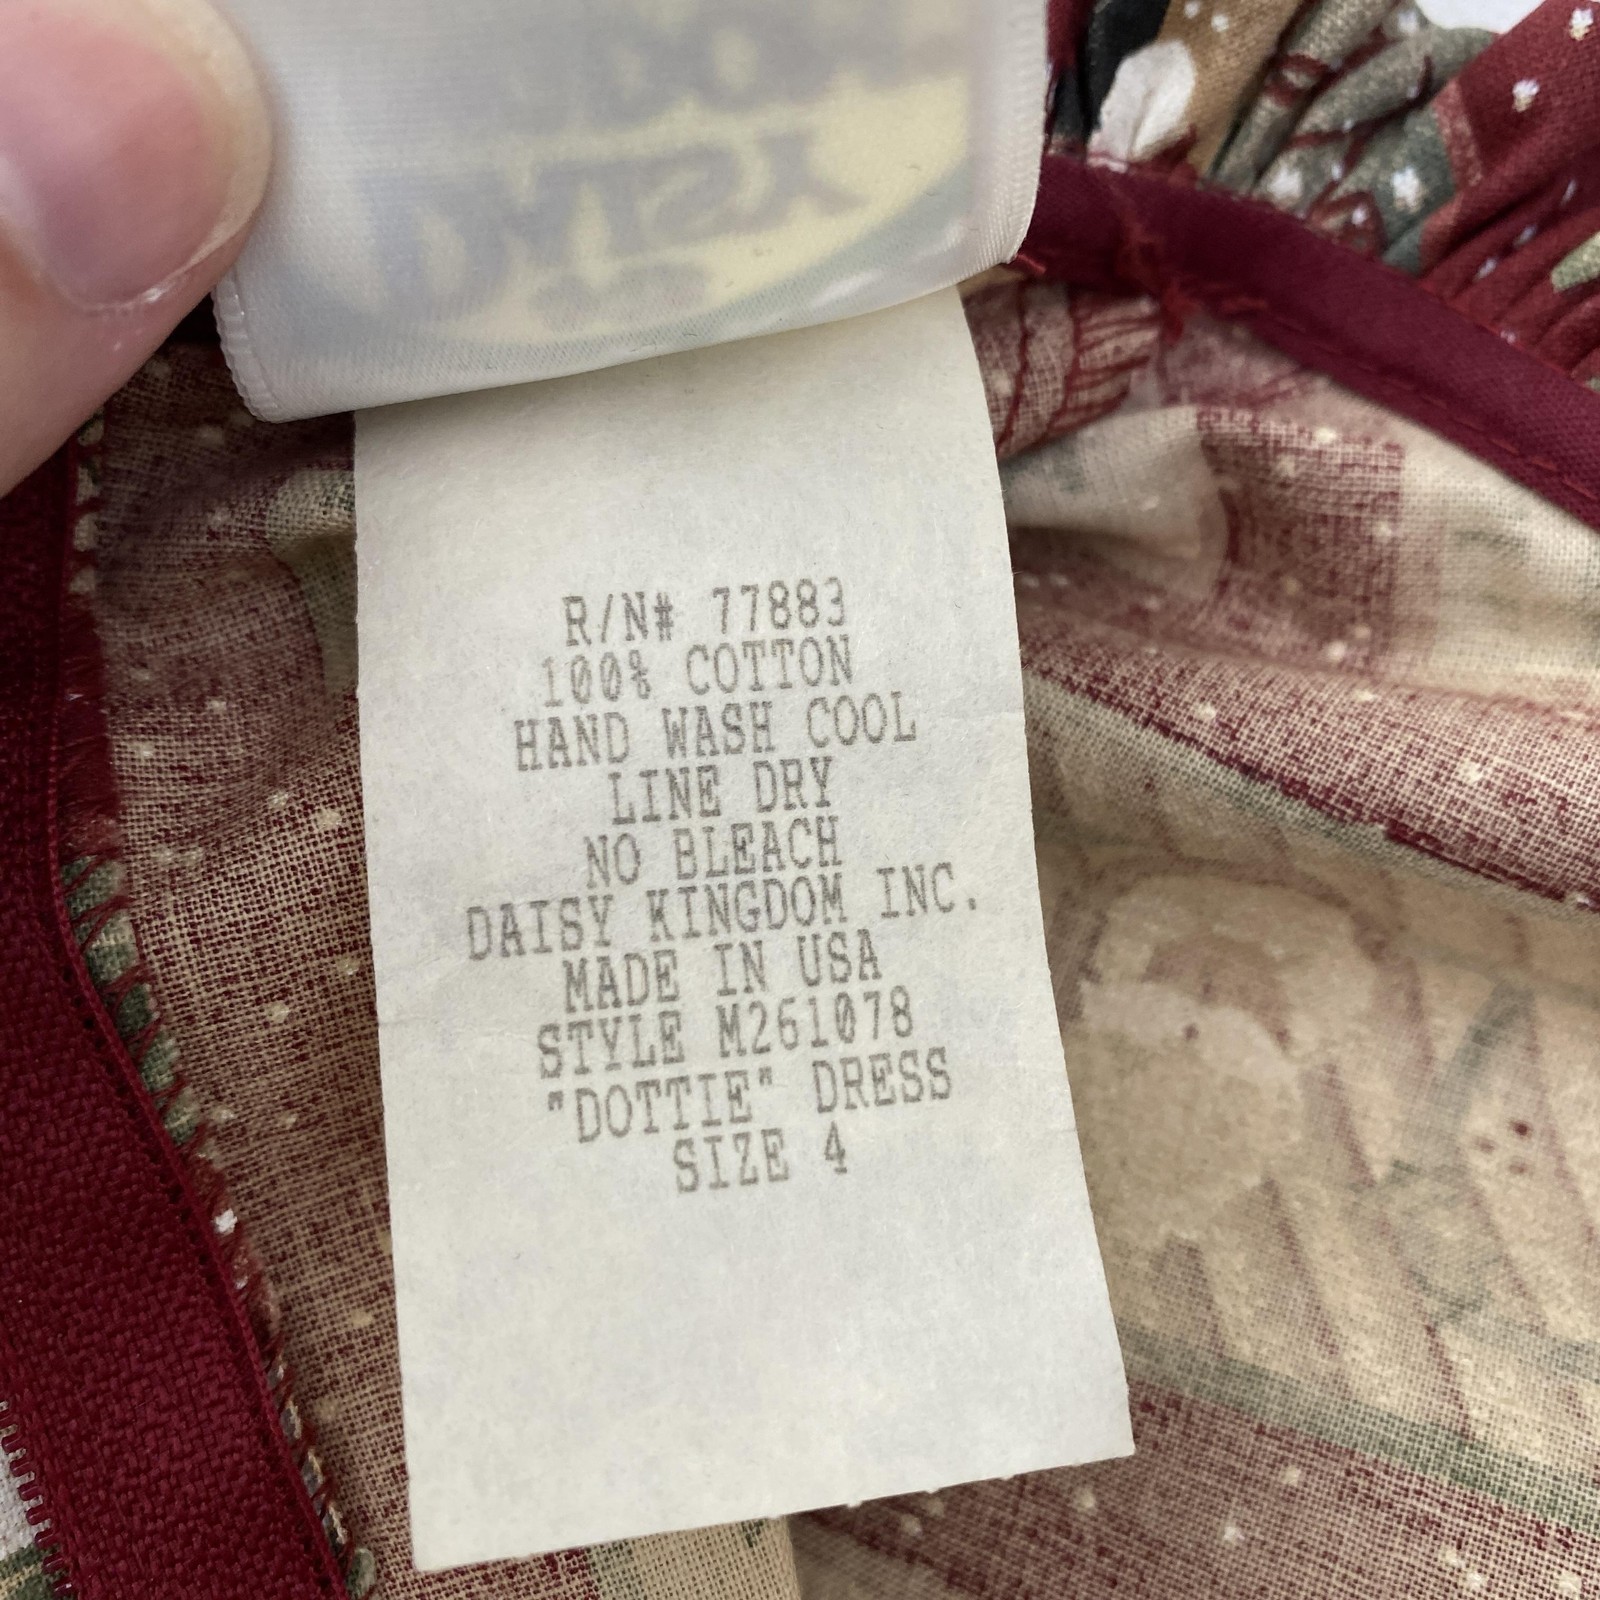 R/N# 77883
100% COTTON
HAND WASH COOL
LINE DRY
NO BLEACH
DAISY KINGDOM INC.
MADE IN USA
STYLE M261078
"DOTTIE" DRESS
SIZE 4